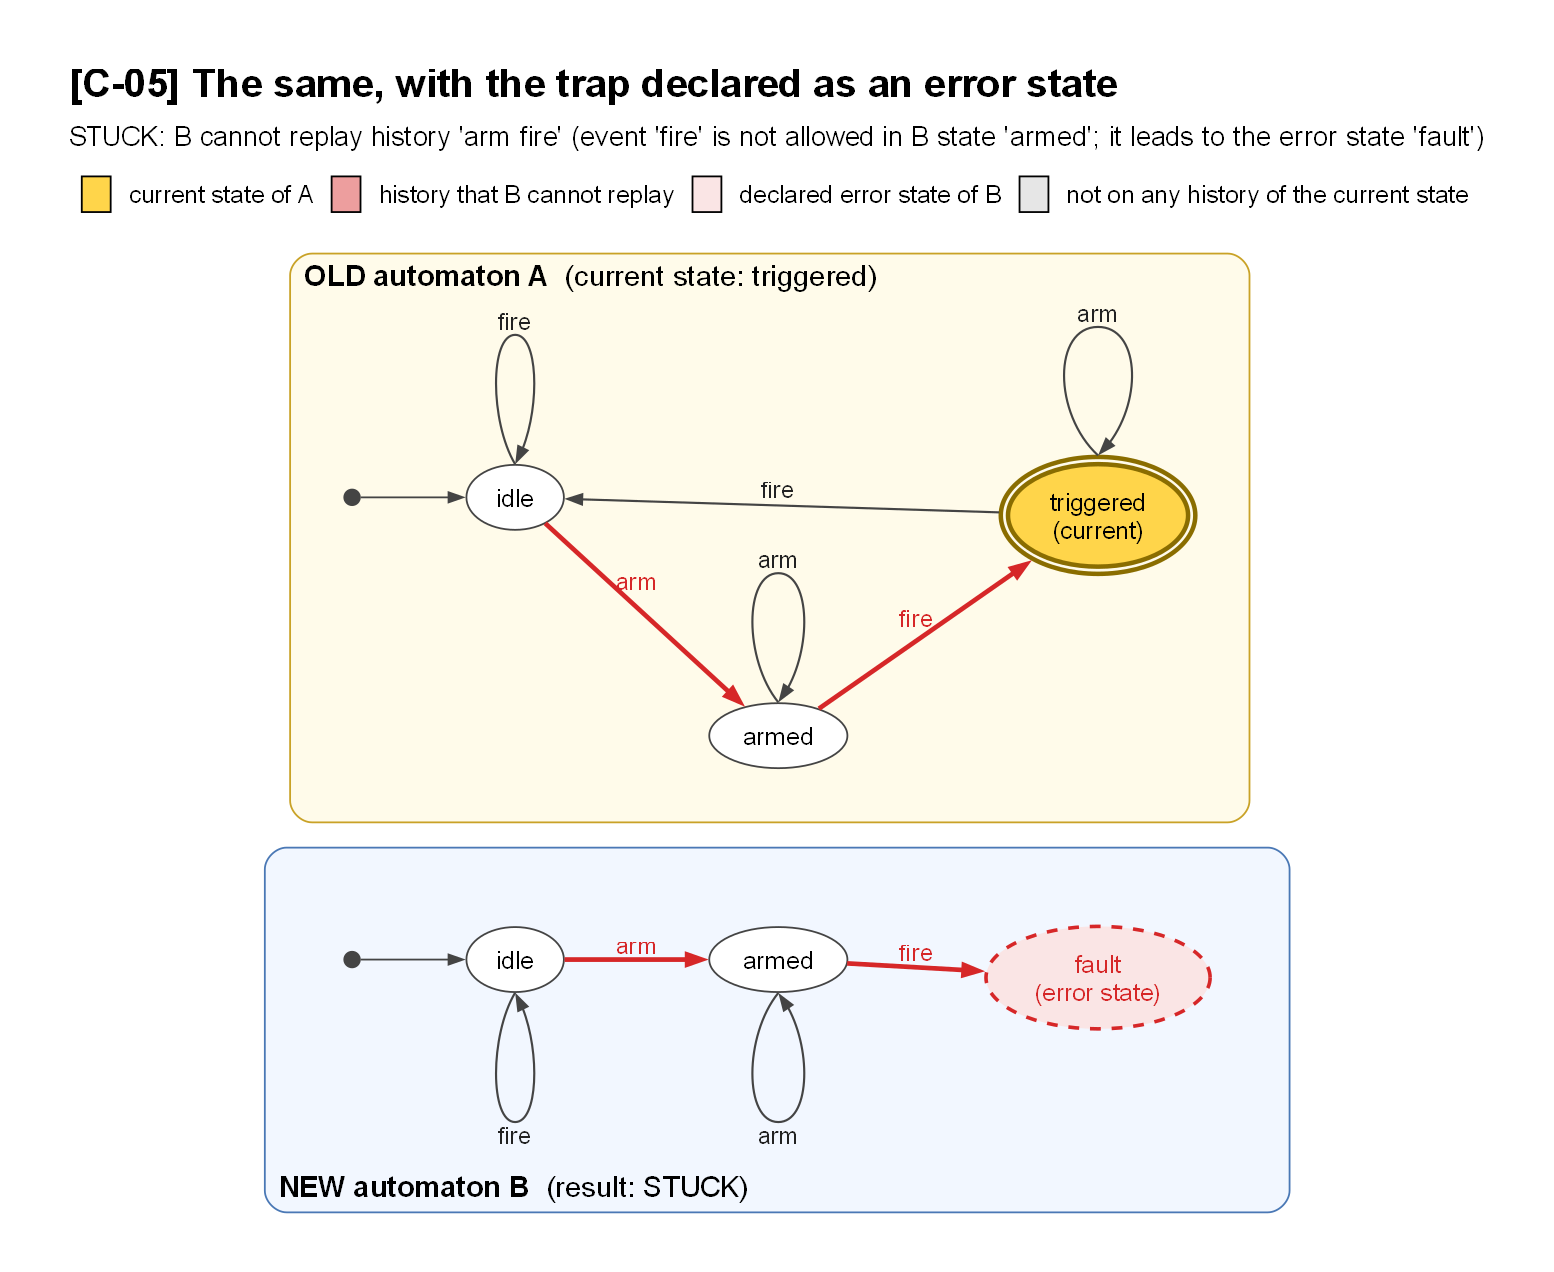 [C-05] The same, with the trap declared as an error state
STUCK: B cannot replay history 'arm fire' (event 'fire' is not allowed in B state 'armed'; it leads to the error state 'fault')
current state of A
history that B cannot replay
declared error state of B
not on any history of the current state
OLD automaton A (current state: triggered)
fire
arm
idle
fire
triggered
(current)
arm
arm
fire
armed
idle
arm
armed
fire
fault
(error state)
fire
arm
NEW automaton B (result: STUCK)